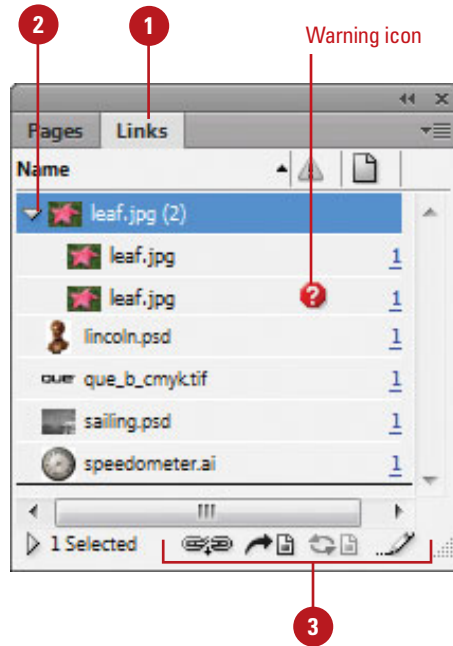 2 1
Warning icon
Pages Links
Name
leaf.jpg (2)
leaf.jpg 1
leaf.jpg ? 1
lincoln.psd 1
que que_b_cmyk.tif 1
sailing.psd 1
speedometer.ai 1
1 Selected
3